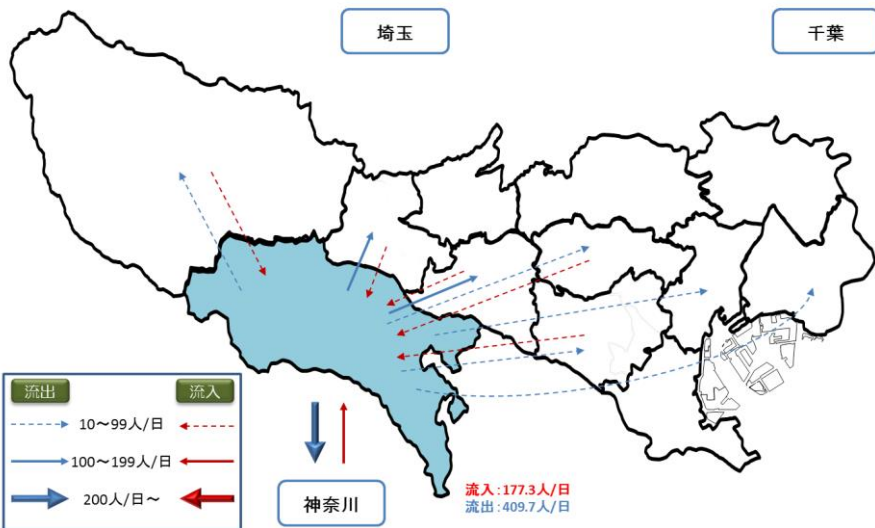 埼玉
千葉
流出
流入
10~99人/日
100~199人/日
200人/日~
神奈川
流入:177.3人/日
流出:409.7人/日